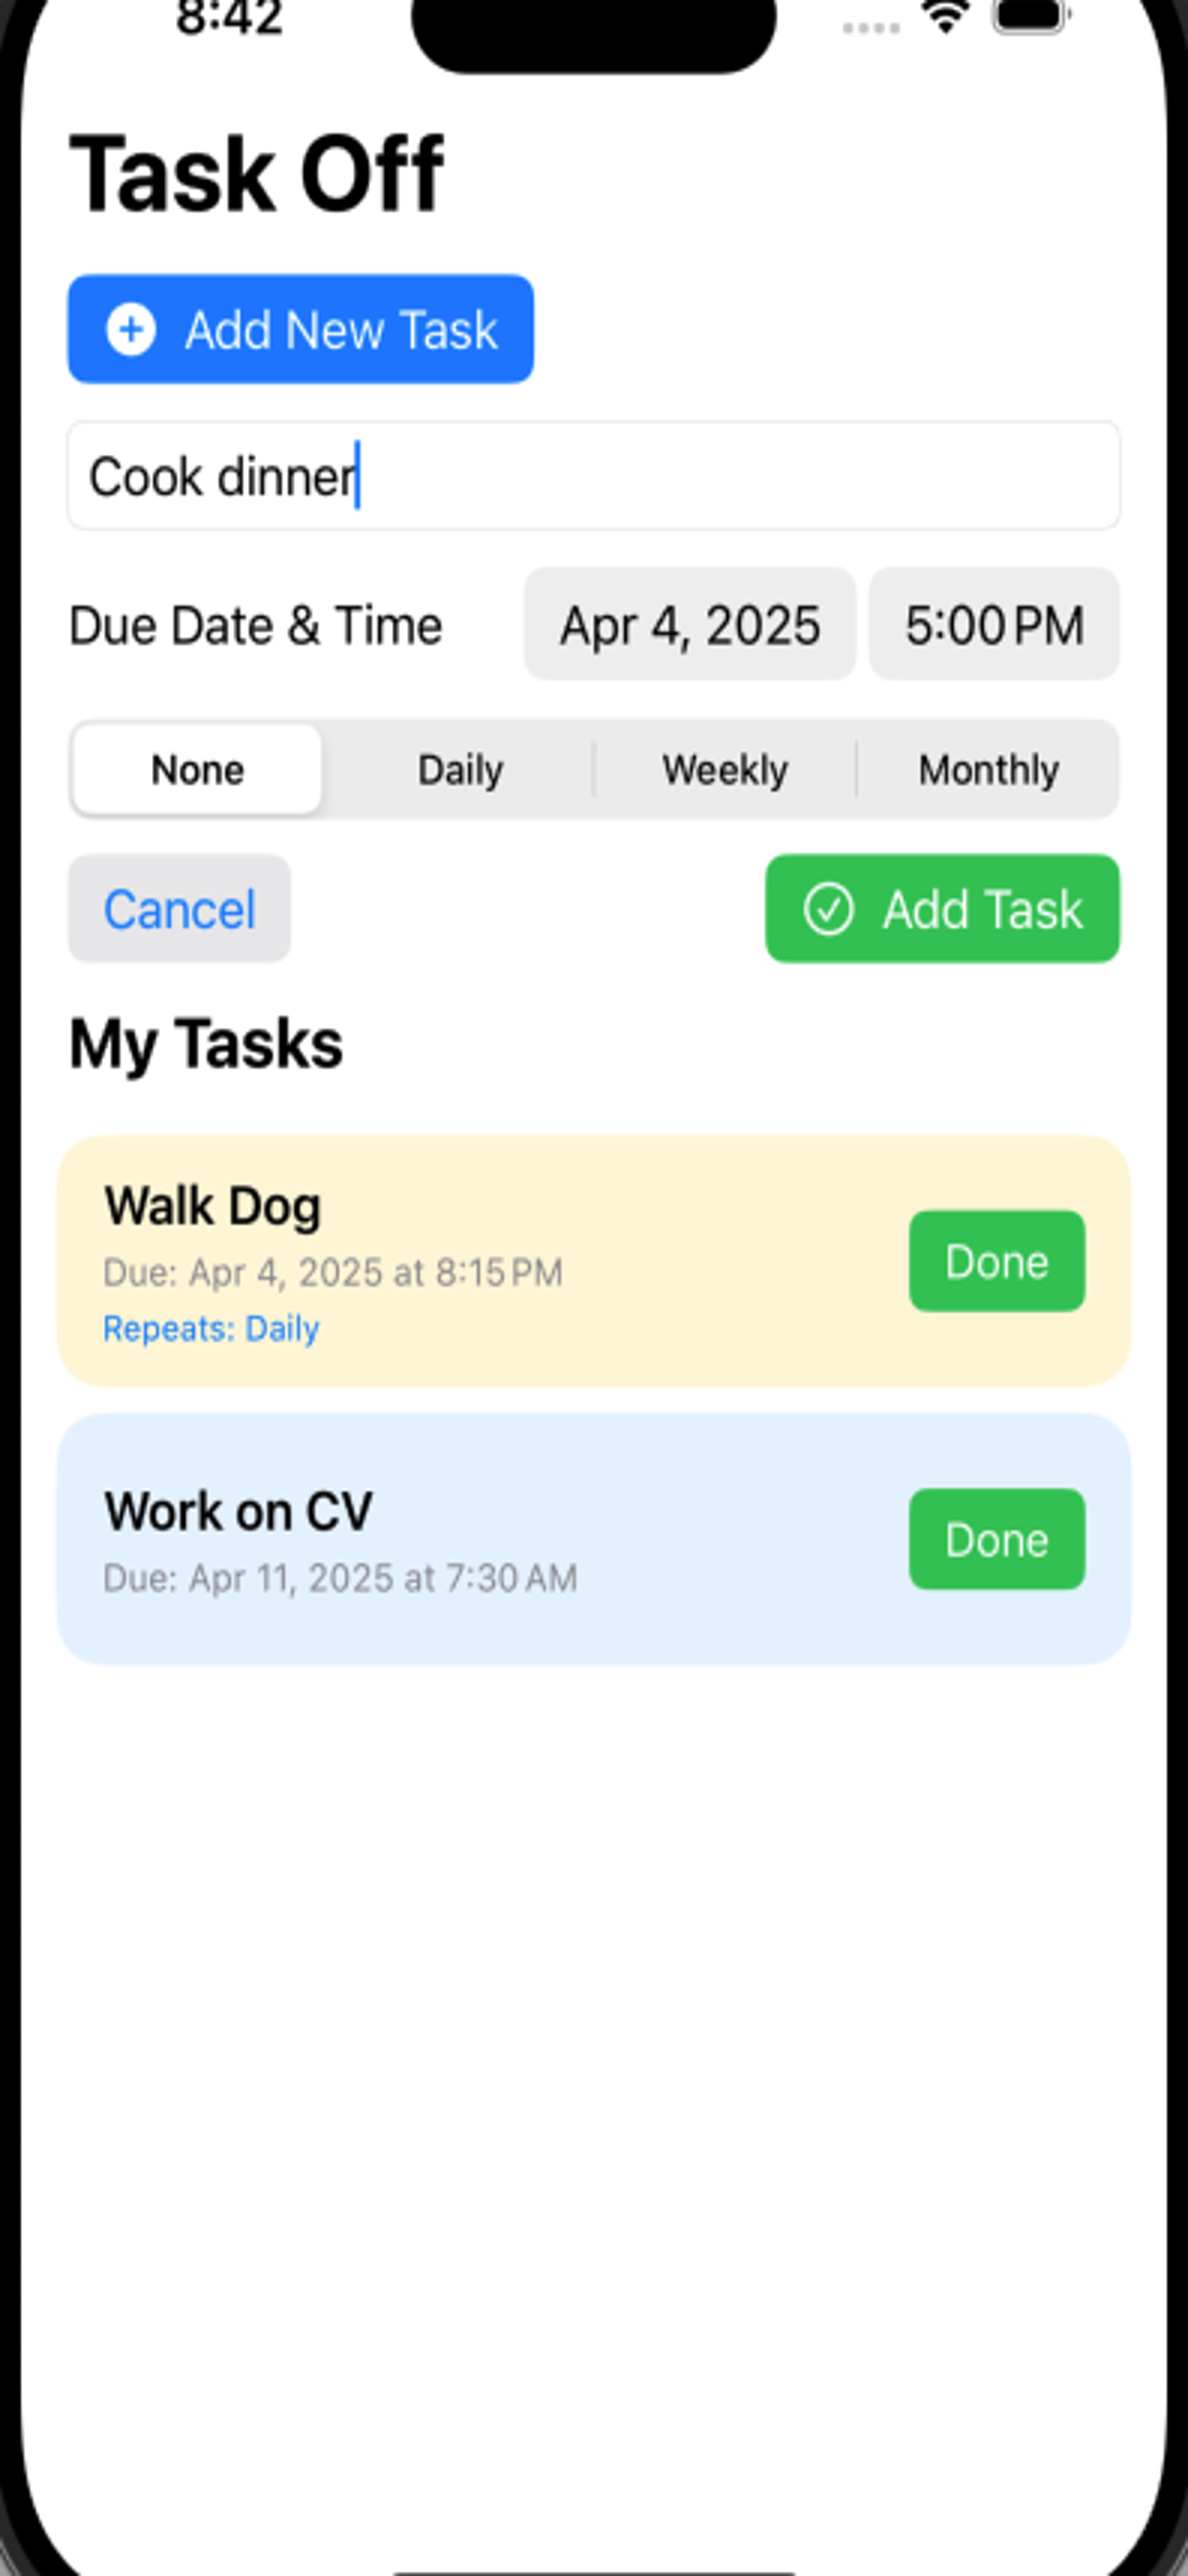 8:42
Task Off
Add New Task
Cook dinner
Due Date & Time Apr 4, 2025 5:00 PM
None Daily Weekly Monthly
Cancel Add Task
My Tasks
Walk Dog
Due: Apr 4, 2025 at 8:15 PM
Repeats: Daily
Done
Work on CV
Due: Apr 11, 2025 at 7:30 AM
Done